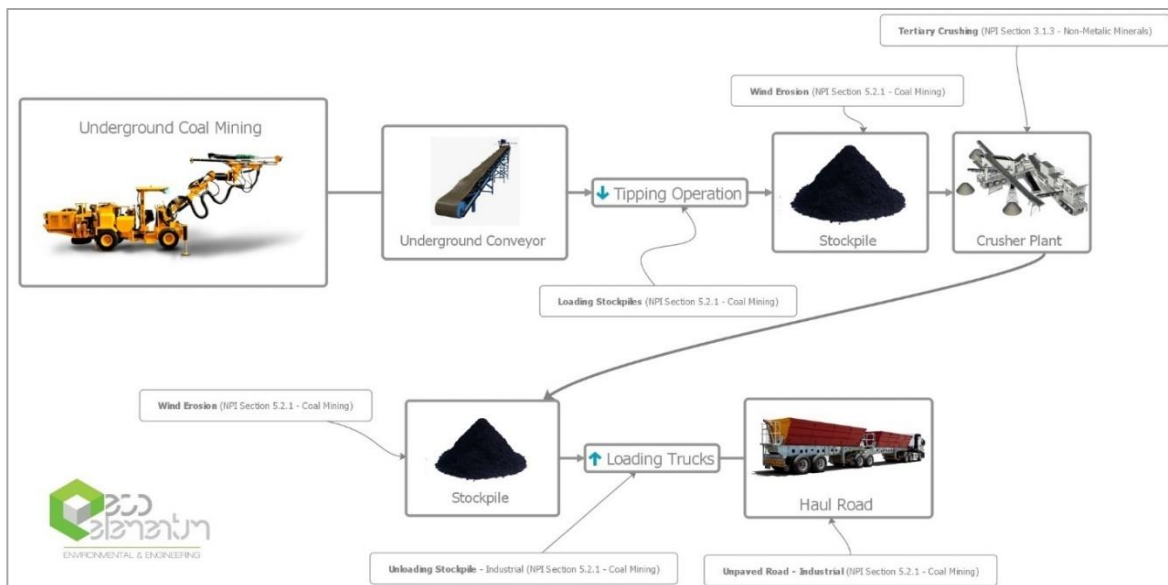 Tertiary Crushing (NPI Section 3.1.3 - Non-Metalic Minerals)
Wind Erosion (NPI Section 5.2.1 - Coal Mining)
Underground Coal Mining
Underground Conveyor
Tipping Operation
Stockpile
Crusher Plant
Loading Stockpiles (NPI Section 5.2.1 - Coal Mining)
Wind Erosion (NPI Section 5.2.1 - Coal Mining)
Stockpile
Loading Trucks
Haul Road
eco
elementum
ENVIRONMENTAL & ENGINEERING
Unloading Stockpile - Industrial (NPI Section 5.2.1 - Coal Mining)
Unpaved Road - Industrial (NPI Section 5.2.1 - Coal Mining)